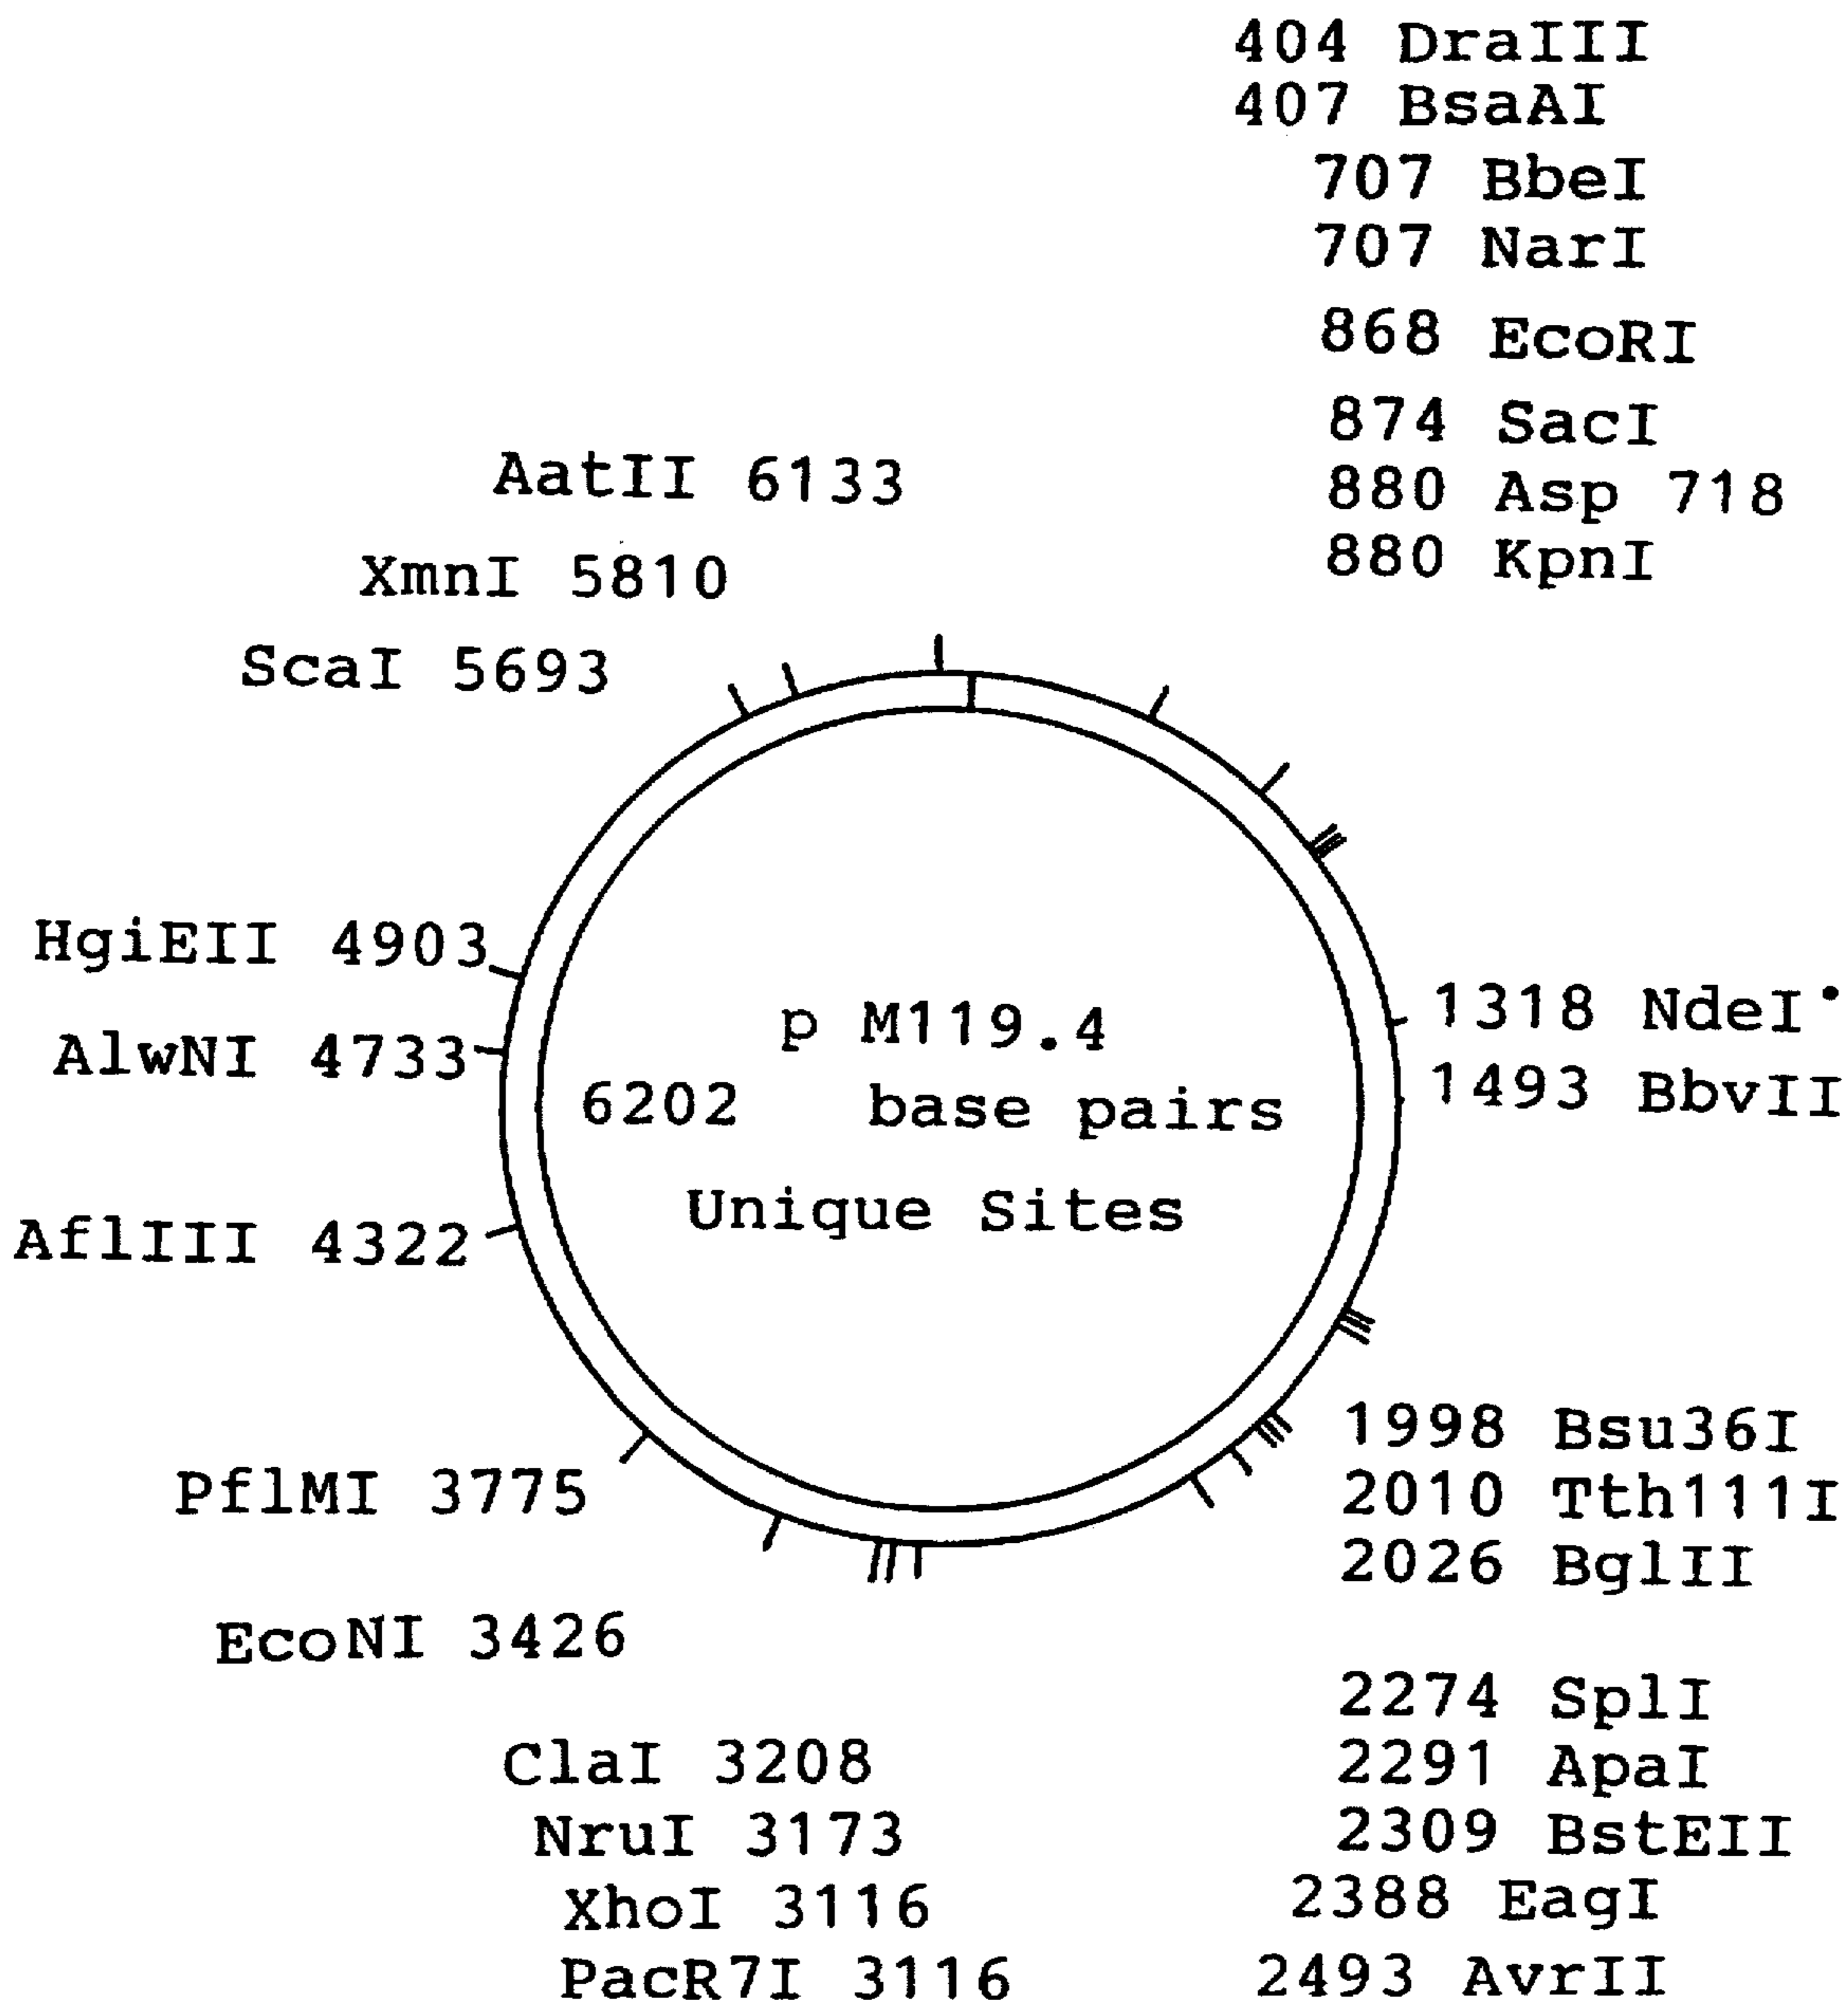 404 DraIII
407 BsaAI
707 BbeI
707 NarI
868 EcoRI
874 SacI
880 Asp 718
880 KpnI
AatII 6133
XmnI 5810
ScaI 5693
HgiEII 4903
AlwNI 4733
AflIII 4322
p M119.4
6202 base pairs
Unique Sites
1318 NdeI
1493 BbvII
1998 Bsu36I
2010 Tth111I
2026 BglII
2274 SplI
2291 ApaI
2309 BstEII
2388 EagI
2493 AvrII
PflMI 3775
EcoNI 3426
ClaI 3208
NruI 3173
XhoI 3116
PacR7I 3116